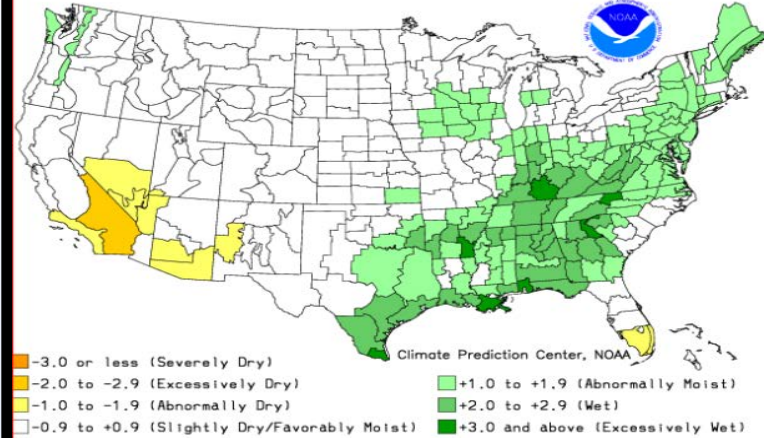 NOAA
Climate Prediction Center, NOAA
-3.0 or less (Severely Dry)
-2.0 to -2.9 (Excessively Dry)
-1.0 to -1.9 (Abnormally Dry)
-0.9 to +0.9 (Slightly Dry/Favorably Moist)
+1.0 to +1.9 (Abnormally Moist)
+2.0 to +2.9 (Wet)
+3.0 and above (Excessively Wet)